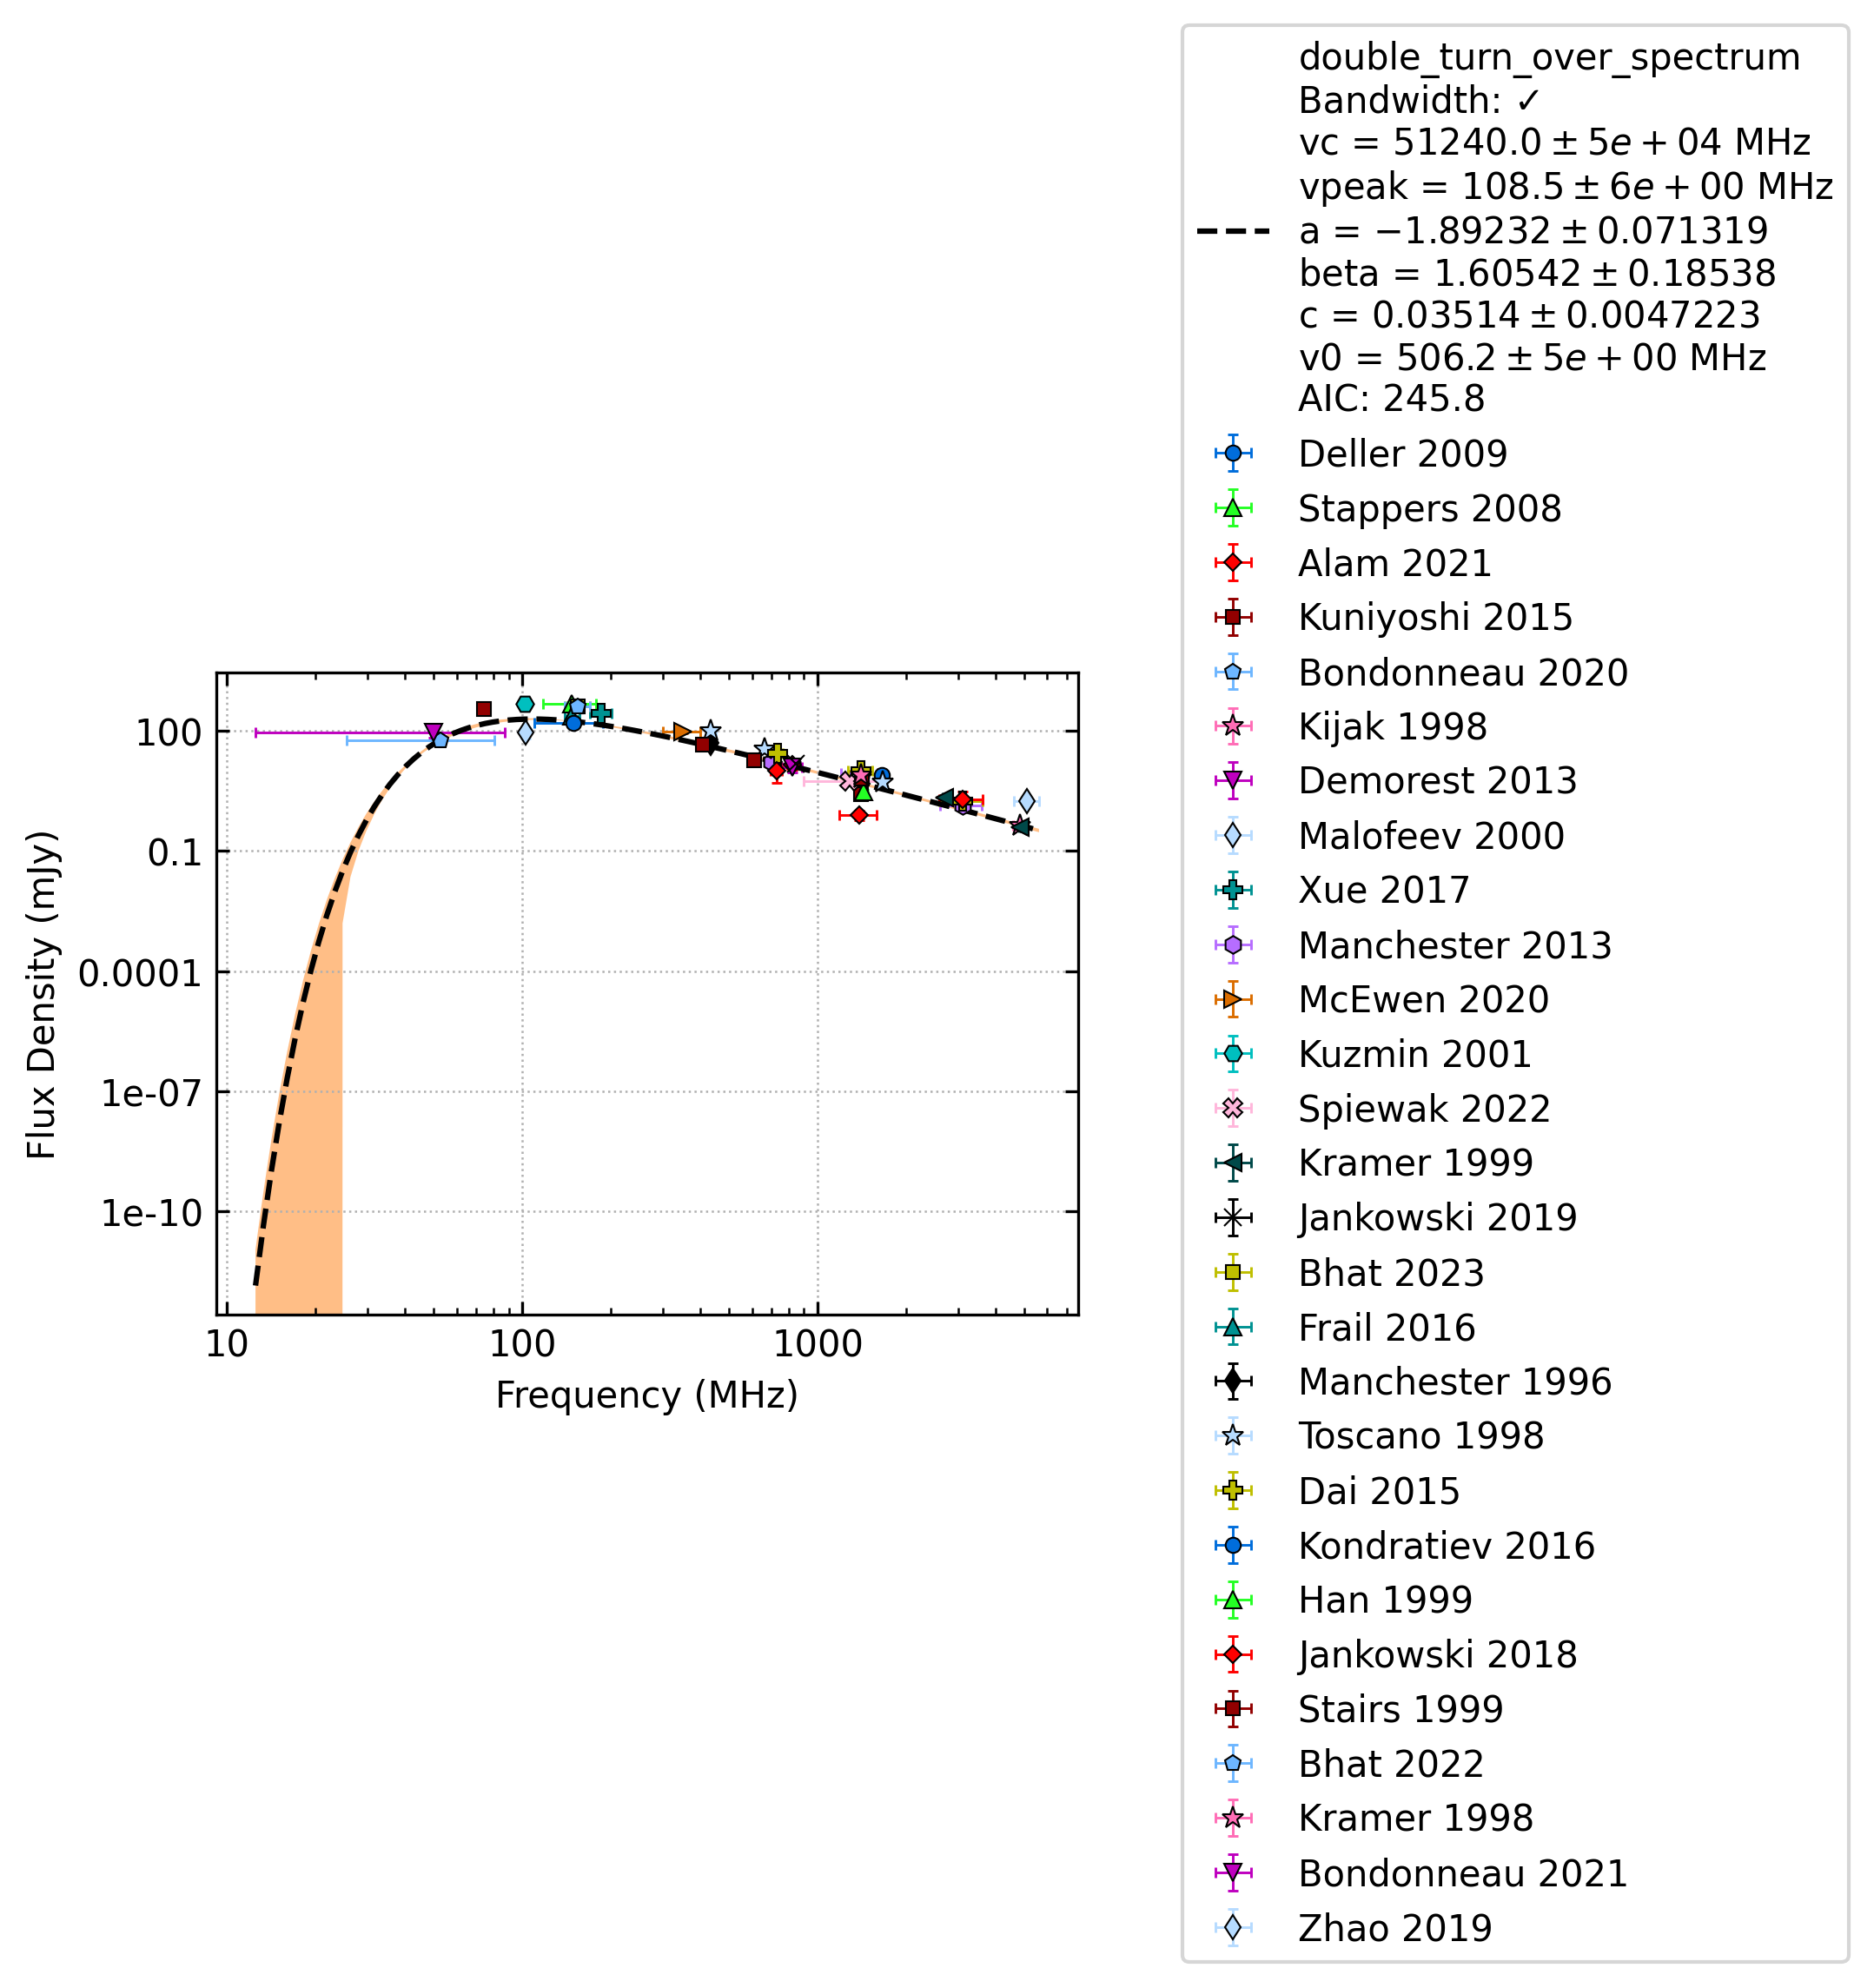 double_turn_over_spectrum
Bandwidth: ✓
vc = 51240.0 ± 5e + 04 MHz
vpeak = 108.5 ± 6e + 00 MHz
a = −1.89232 ± 0.071319
beta = 1.60542 ± 0.18538
c = 0.03514 ± 0.0047223
v0 = 506.2 ± 5e + 00 MHz
AIC: 245.8
Deller 2009
Stappers 2008
Alam 2021
Kuniyoshi 2015
Bondonneau 2020
Kijak 1998
Demorest 2013
Malofeev 2000
Xue 2017
Manchester 2013
McEwen 2020
Kuzmin 2001
Spiewak 2022
Kramer 1999
Jankowski 2019
Bhat 2023
Frail 2016
Manchester 1996
Toscano 1998
Dai 2015
Kondratiev 2016
Han 1999
Jankowski 2018
Stairs 1999
Bhat 2022
Kramer 1998
Bondonneau 2021
Zhao 2019
Flux Density (mJy)
100
0.1
0.0001
1e-07
1e-10
10
100
1000
Frequency (MHz)